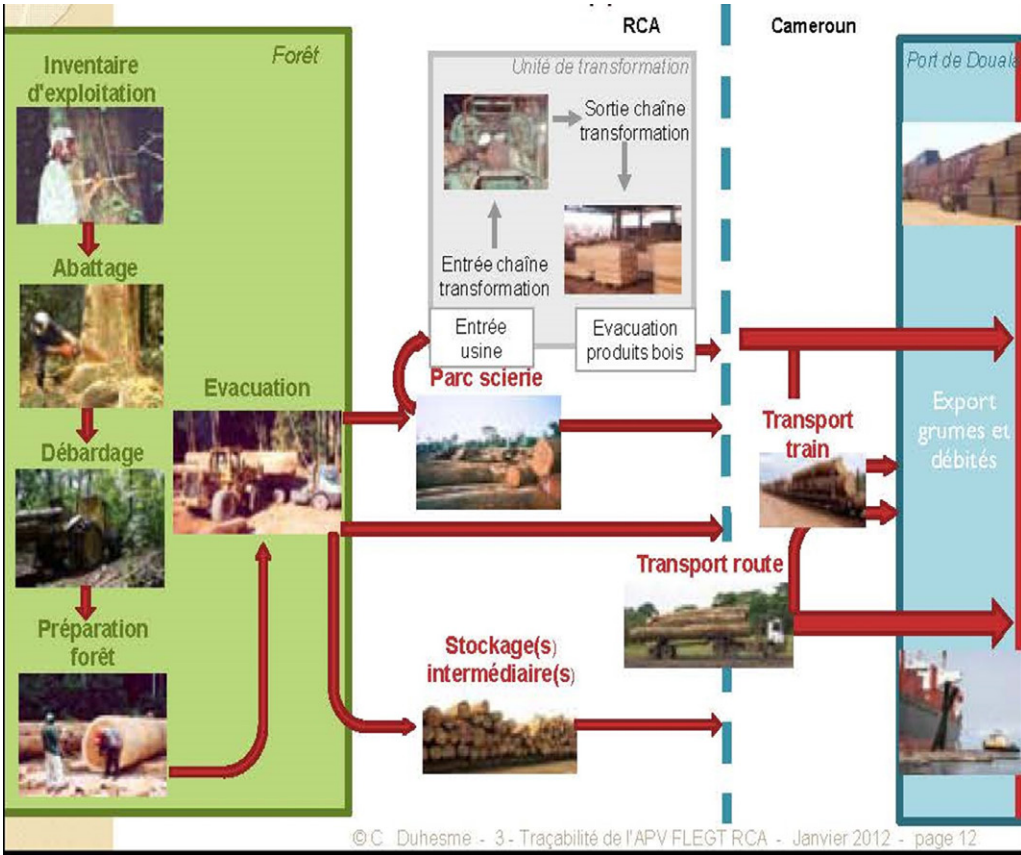 RCA
Cameroun
Forêt
Inventaire
d'exploitation
Abattage
Débardage
Préparation
forêt
Evacuation
Unité de transformation
Sortie chaîne
transformation
Entrée chaîne
transformation
Entrée
usine
Evacuation
produits bois
Parc scierie
Stockage(s)
intermédiaire(s)
Transport
train
Transport route
Port de Douala
Export
grumes et
débités
© C Duhesme - 3 - Traçabilité de l'APV FLEGT RCA - Janvier 2012 - page 12